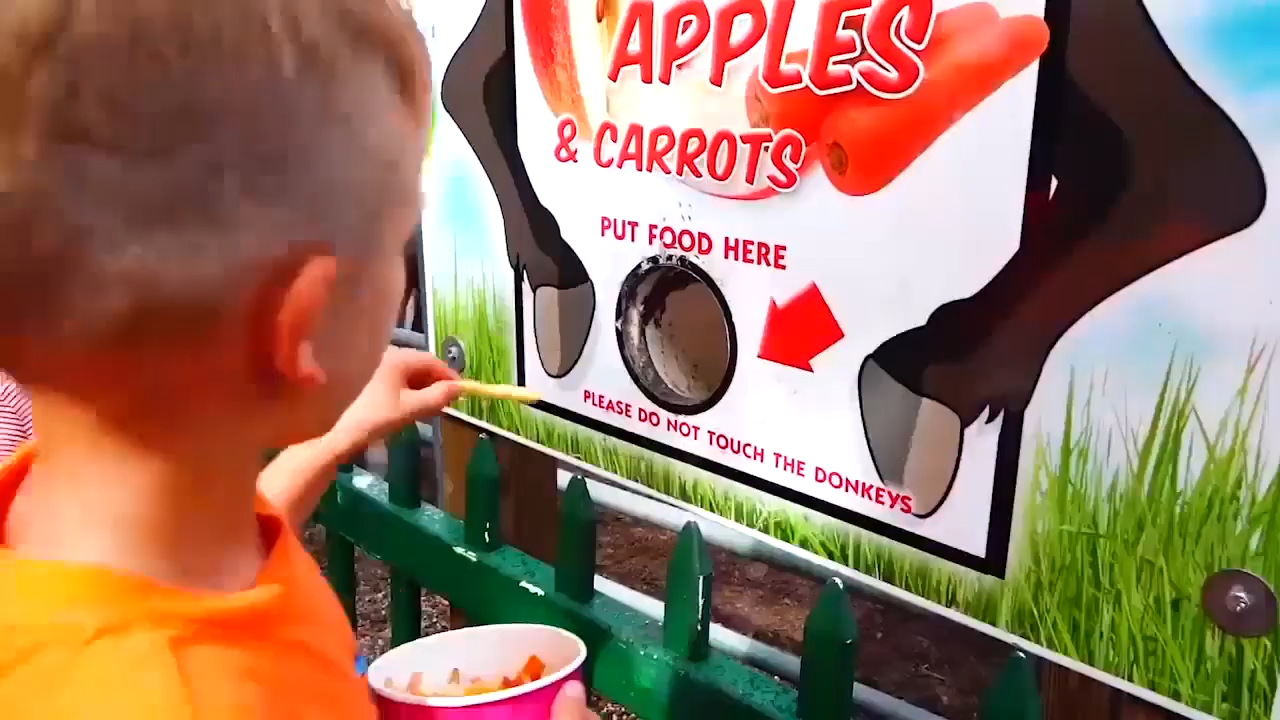 APPLES
& CARROTS
PUT FOOD HERE
PLEASE DO NOT TOUCH THE DONKEYS